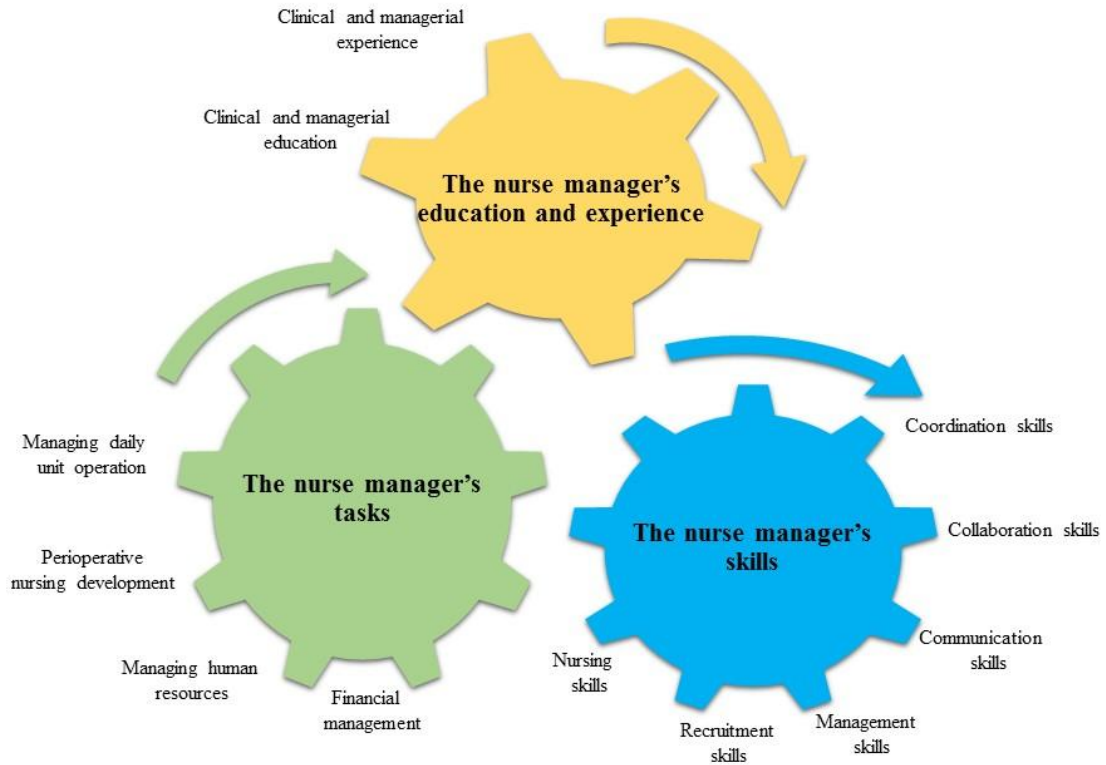 Clinical and managerial
experience
Clinical and managerial
education
The nurse manager’s
education and experience
Managing daily
unit operation
The nurse manager’s
tasks
Perioperative
nursing development
Managing human
resources
Financial
management
Coordination skills
The nurse manager’s
skills
Collaboration skills
Communication
skills
Nursing
skills
Recruitment
skills
Management
skills